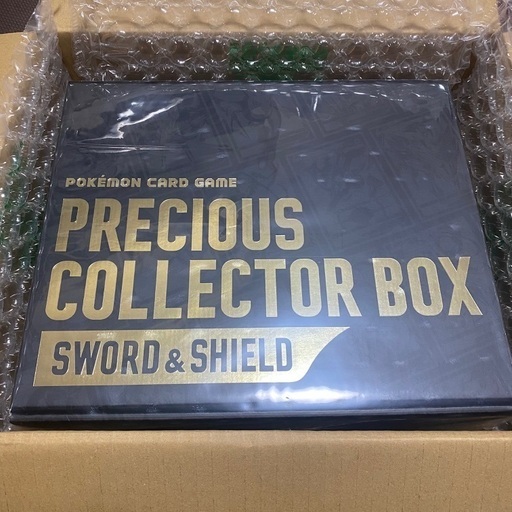 POKÉMON CARD GAME
PRECIOUS
COLLECTOR BOX
SWORD & SHIELD